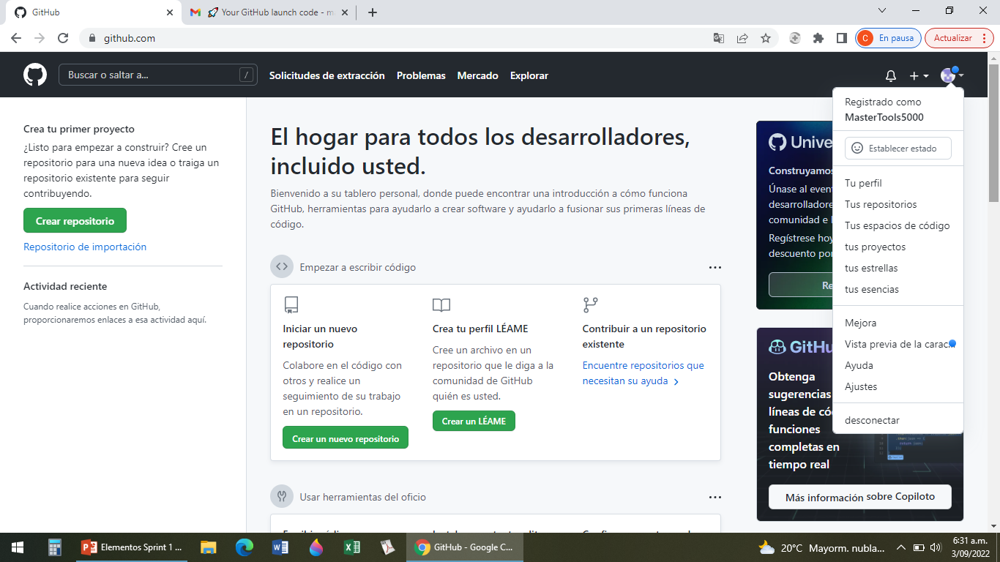 GitHub
Your GitHub launch code - m
github.com
C
En pausa
Actualizar
Buscar o saltar a...
/
Solicitudes de extracción
Problemas
Mercado
Explorar
Crea tu primer proyecto
¿Listo para empezar a construir? Cree un
repositorio para una nueva idea o traiga un
repositorio existente para seguir
contribuyendo.
Crear repositorio
Repositorio de importación
Actividad reciente
Cuando realice acciones en GitHub,
proporcionaremos enlaces a esa actividad aquí.
El hogar para todos los desarrolladores,
incluido usted.
Bienvenido a su tablero personal, donde puede encontrar una introducción a cómo funciona
GitHub, herramientas para ayudarlo a crear software y ayudarlo a fusionar sus primeras líneas de
código.
Empezar a escribir código
Iniciar un nuevo
repositorio
Colabore en el código con
otros y realice un
seguimiento de su trabajo
en un repositorio.
Crear un nuevo repositorio
Crea tu perfil LÉAME
Cree un archivo en un
repositorio que le diga a la
comunidad de GitHub
quién es usted.
Crear un LÉAME
Contribuir a un repositorio
existente
Encuentre repositorios que
necesitan su ayuda
Usar herramientas del oficio
Unive
Construyamos
Únase al even
desarrolladore
comunidad e
Regístrese hoy
descuento por
Re
GitHu
Obtenga
sugerencias
líneas de có
funciones
completas en
tiempo real
Más información sobre Copiloto
Registrado como
MasterTools5000
Establecer estado
Tu perfil
Tus repositorios
Tus espacios de código
tus proyectos
tus estrellas
tus esencias
Mejora
Vista previa de la carac...
Ayuda
Ajustes
desconectar
Elementos Sprint 1 ...
GitHub - Google C...
20°C Mayorm. nubla...
6:31 a.m.
3/09/2022